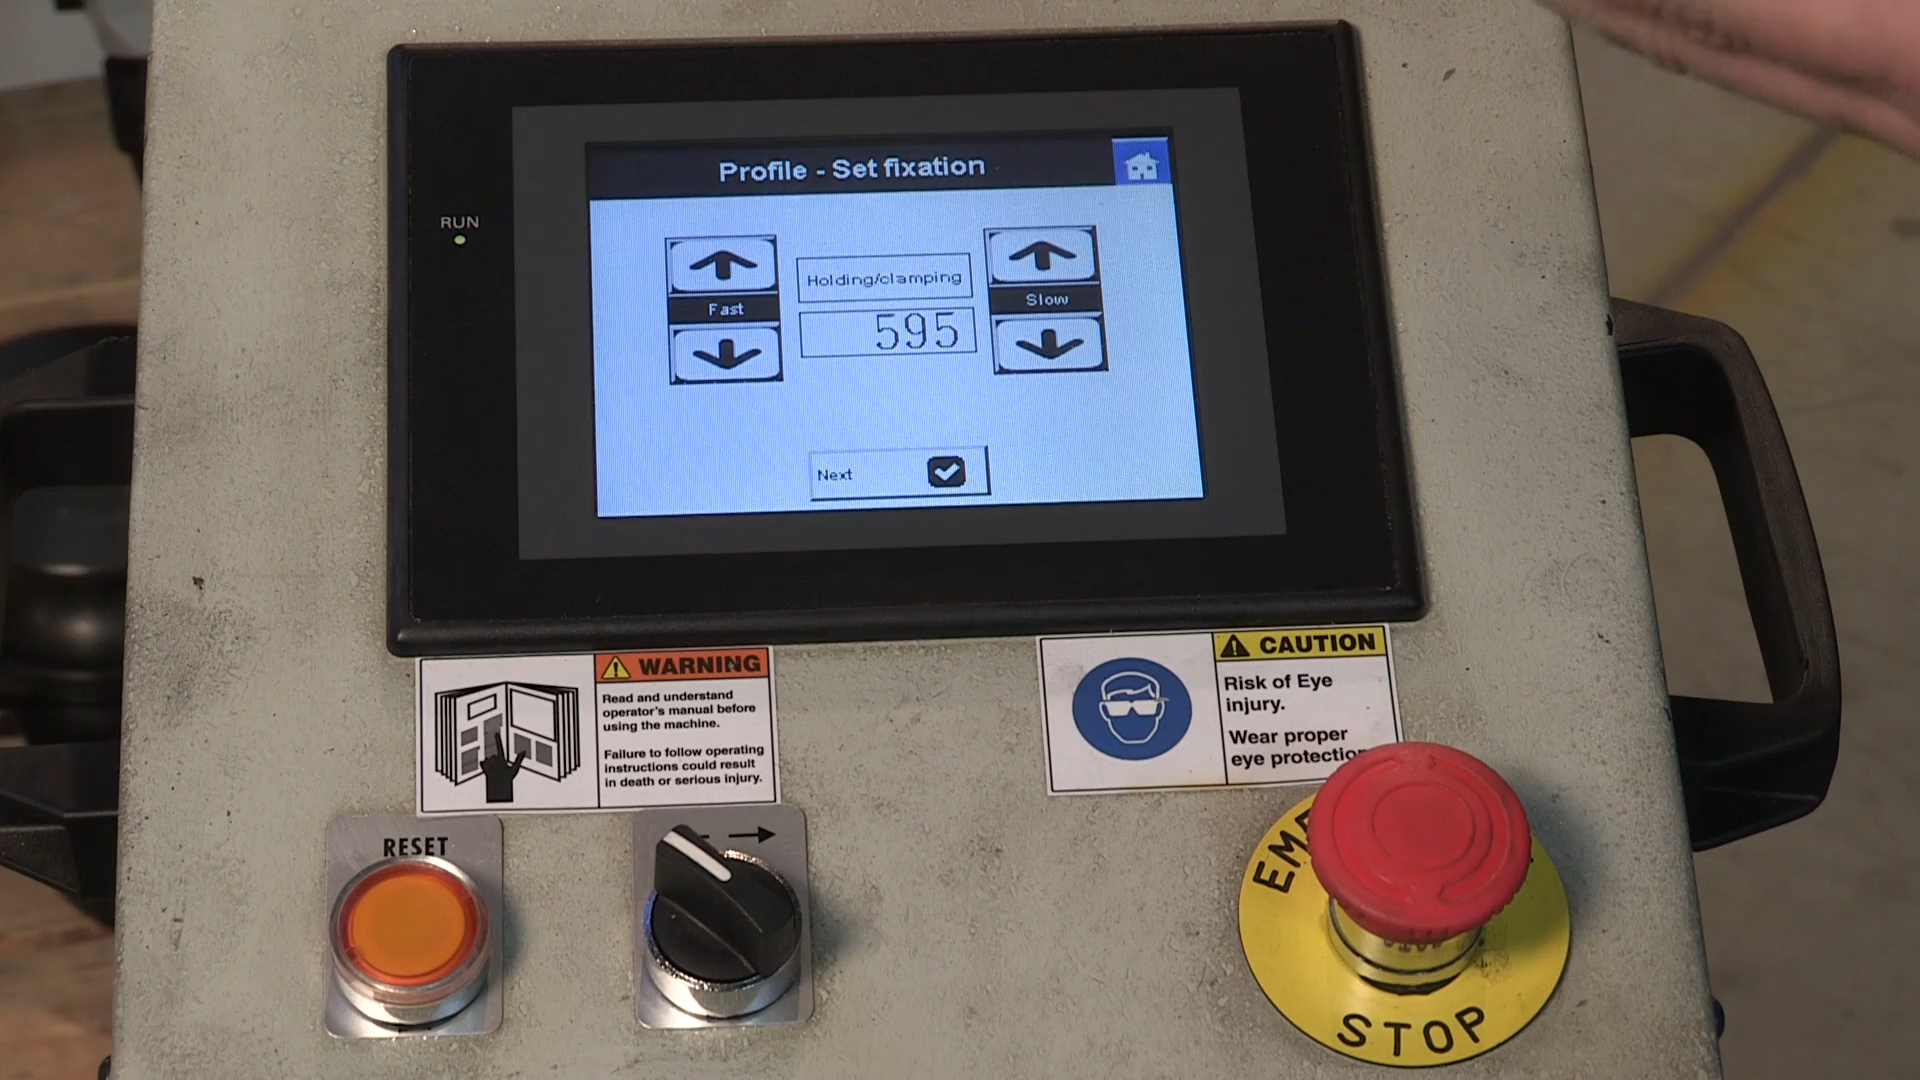 Profile - Set fixation
RUN
Holding/clamping
Fast
Slow
595
Next
WARNING
Read and understand
operator's manual before
using the machine.
Failure to follow operating
instructions could result
in death or serious injury.
CAUTION
Risk of Eye
injury.
Wear proper
eye protectio
RESET
EME
STOP